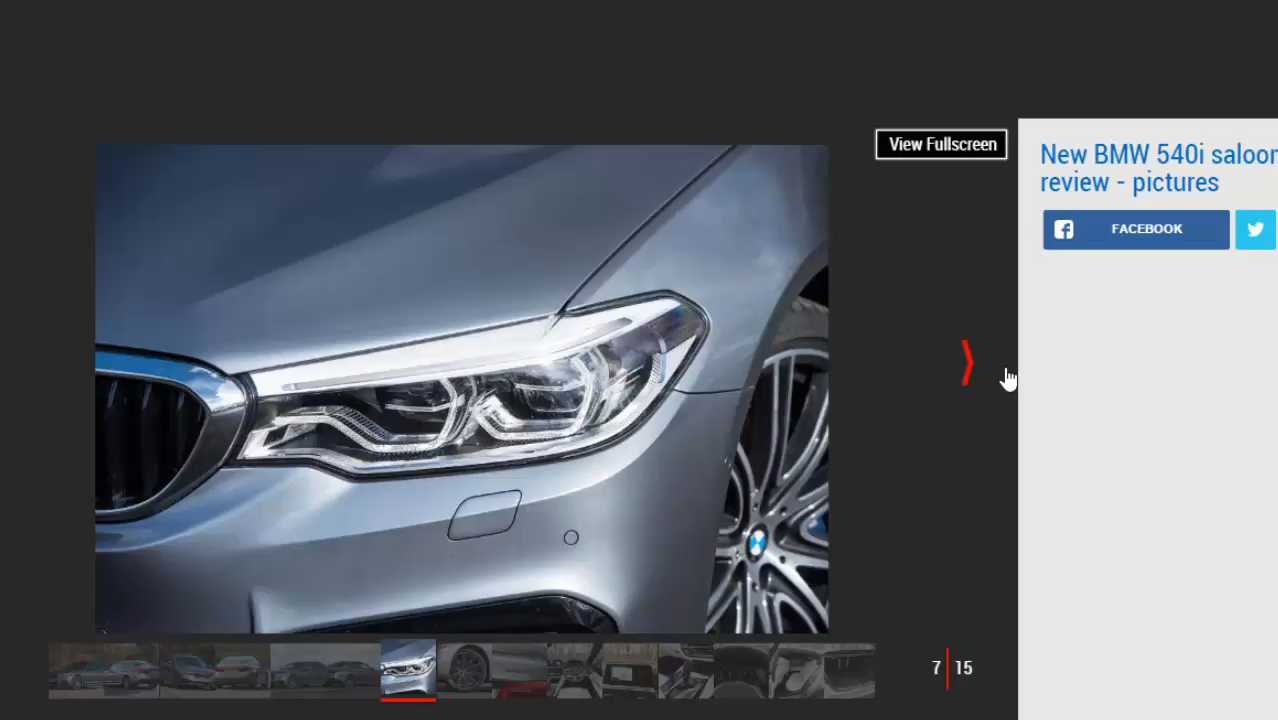 View Fullscreen
New BMW 540i saloon
review - pictures
FACEBOOK
7 15